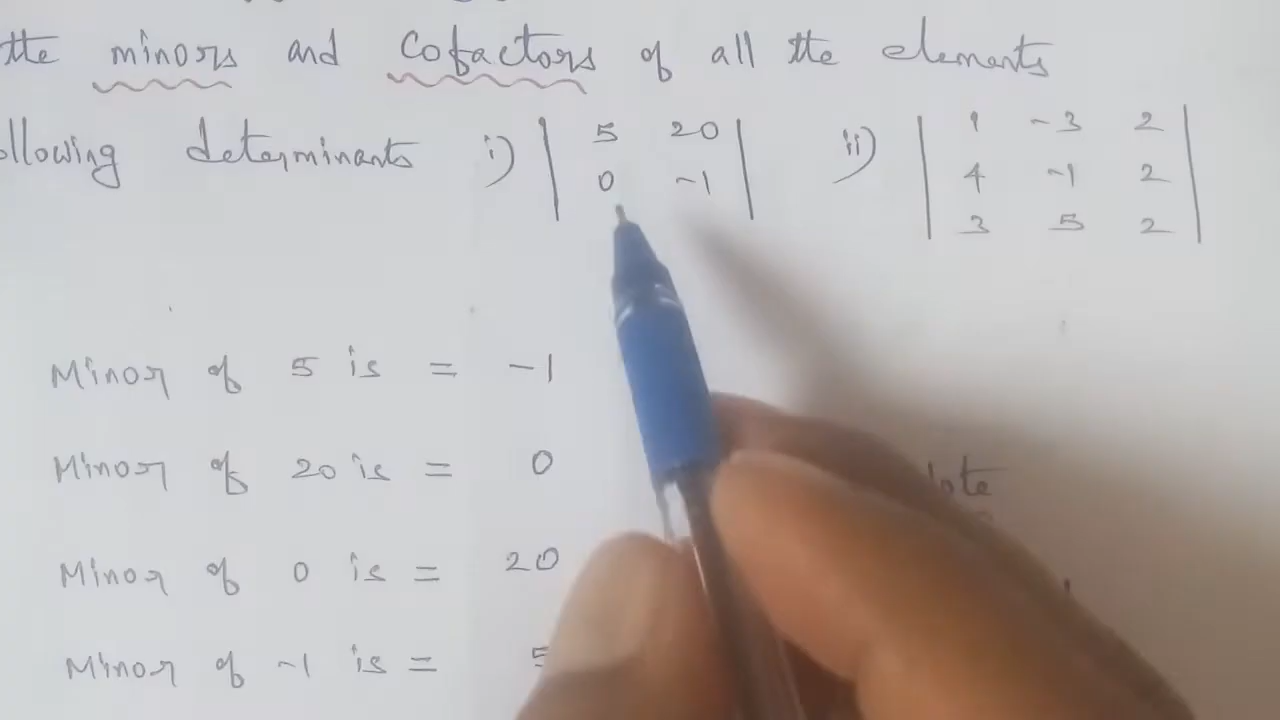 the minors and cofactors of all the elements
ollowing determinants i) | 5 20 | ii) | 1 -3 2 |
| 0 -1 | | 4 -1 2 |
| 3 5 2 |
Minor of 5 is = -1
Minor of 20 is = 0
Minor of 0 is = 20
Minor of -1 is = 5